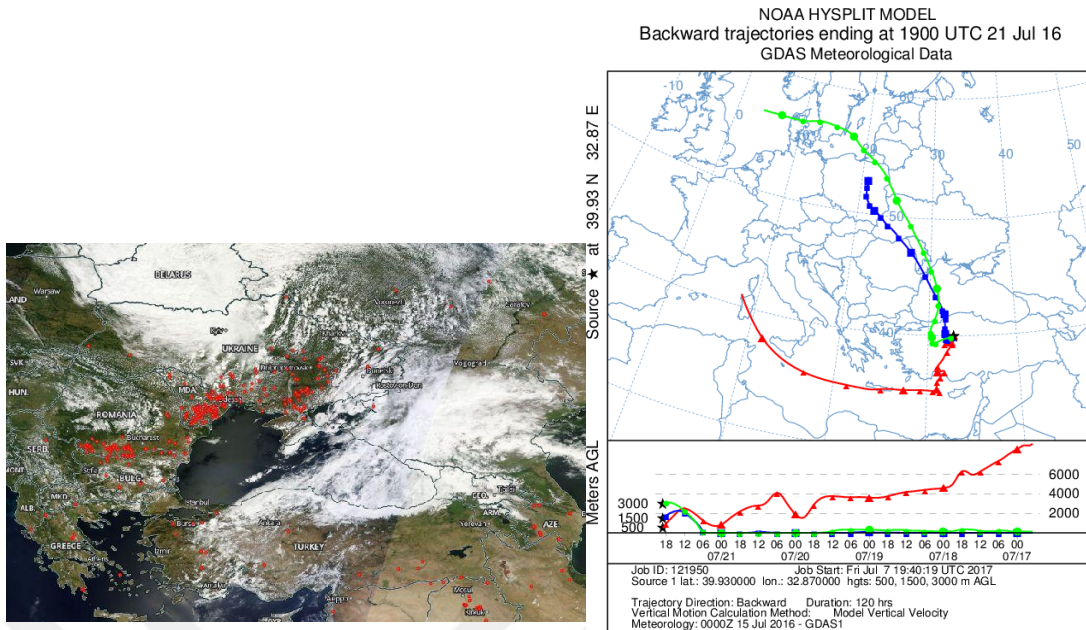 NOAA HYSPLIT MODEL
Backward trajectories ending at 1900 UTC 21 Jul 16
GDAS Meteorological Data
Source ★ at 39.93 N 32.87 E
-10
0
20
30
50
50
40
40
BELARUS
Warsaw
LAND
UKRAINE
SVK
HUN.
MDA
ROMANIA
Bucharest
SERB.
Sofia
BULG
MKD
ALB.
GREECE
Istanbul
Bursa
Ankara
Izmir
TURKEY
Volgograd
GEO.
Yerevan
AZE.
Aleppo
Mosul
Kirkuk
Meters AGL
3000
1500
500
6000
4000
2000
18 12 06 00 18 12 06 00 18 12 06 00 18 12 06 00 18 12 06 00
07/21 07/20 07/19 07/18 07/17
Job ID: 121950 Job Start: Fri Jul 7 19:40:19 UTC 2017
Source 1 lat.: 39.930000 lon.: 32.870000 hgts: 500, 1500, 3000 m AGL
Trajectory Direction: Backward Duration: 120 hrs
Vertical Motion Calculation Method: Model Vertical Velocity
Meteorology: 0000Z 15 Jul 2016 - GDAS1